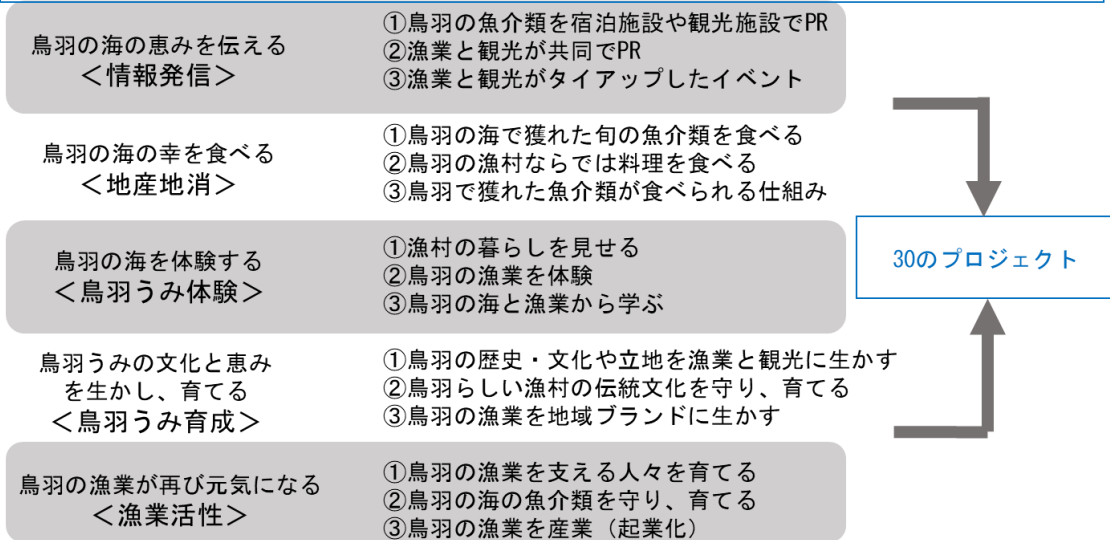 鳥羽の海の恵みを伝える
＜情報発信＞
①鳥羽の魚介類を宿泊施設や観光施設でPR
②漁業と観光が共同でPR
③漁業と観光がタイアップしたイベント
鳥羽の海の幸を食べる
＜地産地消＞
①鳥羽の海で獲れた旬の魚介類を食べる
②鳥羽の漁村ならでは料理を食べる
③鳥羽で獲れた魚介類が食べられる仕組み
鳥羽の海を体験する
＜鳥羽うみ体験＞
①漁村の暮らしを見せる
②鳥羽の漁業を体験
③鳥羽の海と漁業から学ぶ
鳥羽うみの文化と恵み
を生かし、育てる
＜鳥羽うみ育成＞
①鳥羽の歴史・文化や立地を漁業と観光に生かす
②鳥羽らしい漁村の伝統文化を守り、育てる
③鳥羽の漁業を地域ブランドに生かす
鳥羽の漁業が再び元気になる
＜漁業活性＞
①鳥羽の漁業を支える人々を育てる
②鳥羽の海の魚介類を守り、育てる
③鳥羽の漁業を産業（起業化）
30のプロジェクト